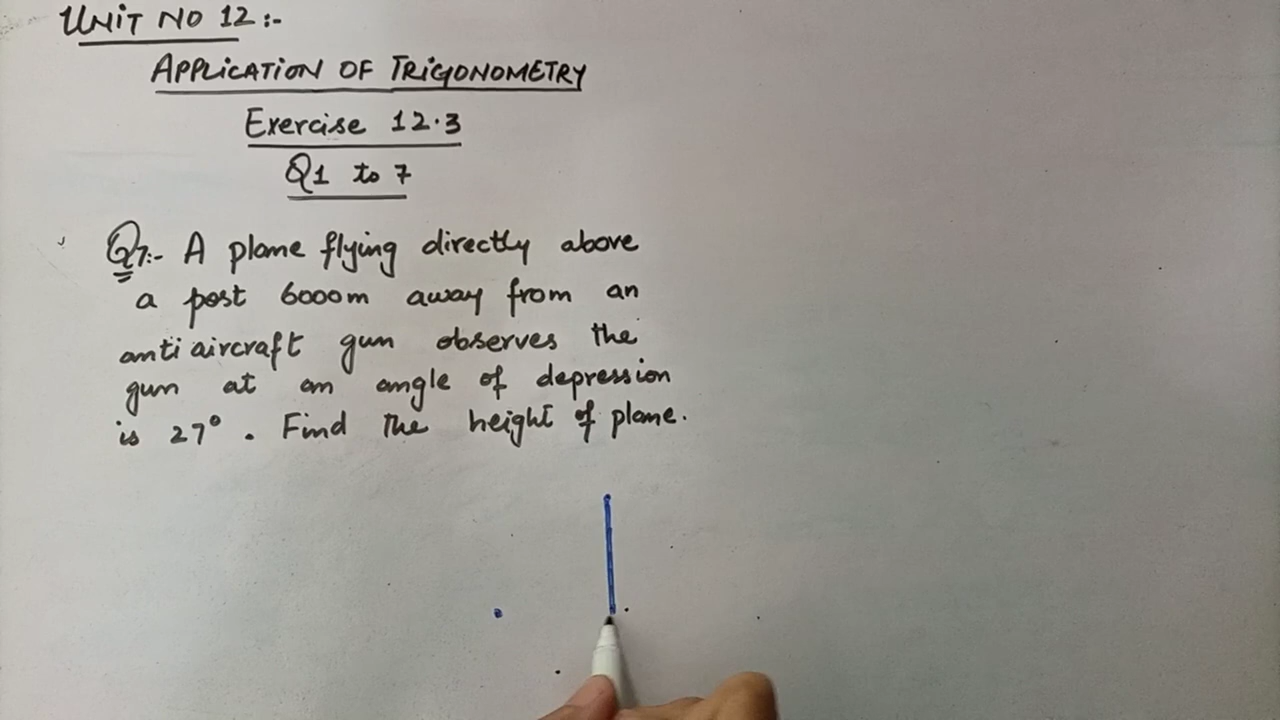 UNIT NO 12:-
APPLICATION OF TRIGONOMETRY
Exercise 12.3
Q1 to 7
Q7:- A plane flying directly above
a post 6000m away from an
anti aircraft gun observes the
gun at an angle of depression
is 27°. Find the height of plane.